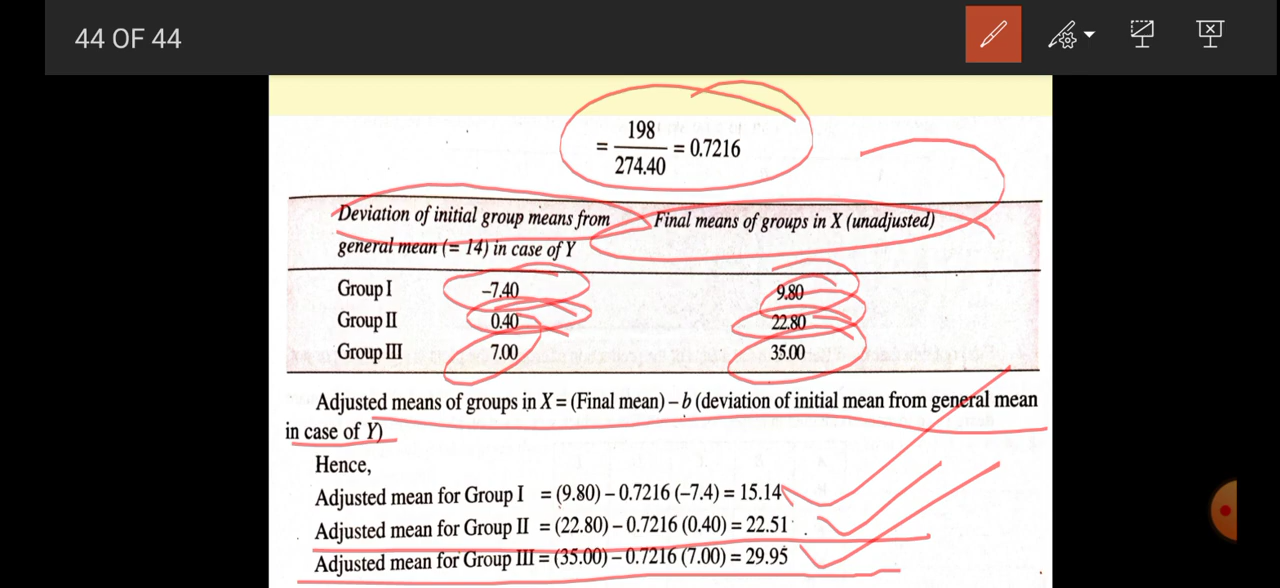 44 OF 44
= 198/274.40 = 0.7216
Deviation of initial group means from Final means of groups in X (unadjusted)
general mean (= 14) in case of Y
Group I –7.40 9.80
Group II 0.40 22.80
Group III 7.00 35.00
Adjusted means of groups in X = (Final mean) – b (deviation of initial mean from general mean
in case of Y)
Hence,
Adjusted mean for Group I = (9.80) – 0.7216 (–7.4) = 15.14
Adjusted mean for Group II = (22.80) – 0.7216 (0.40) = 22.51
Adjusted mean for Group III = (35.00) – 0.7216 (7.00) = 29.95